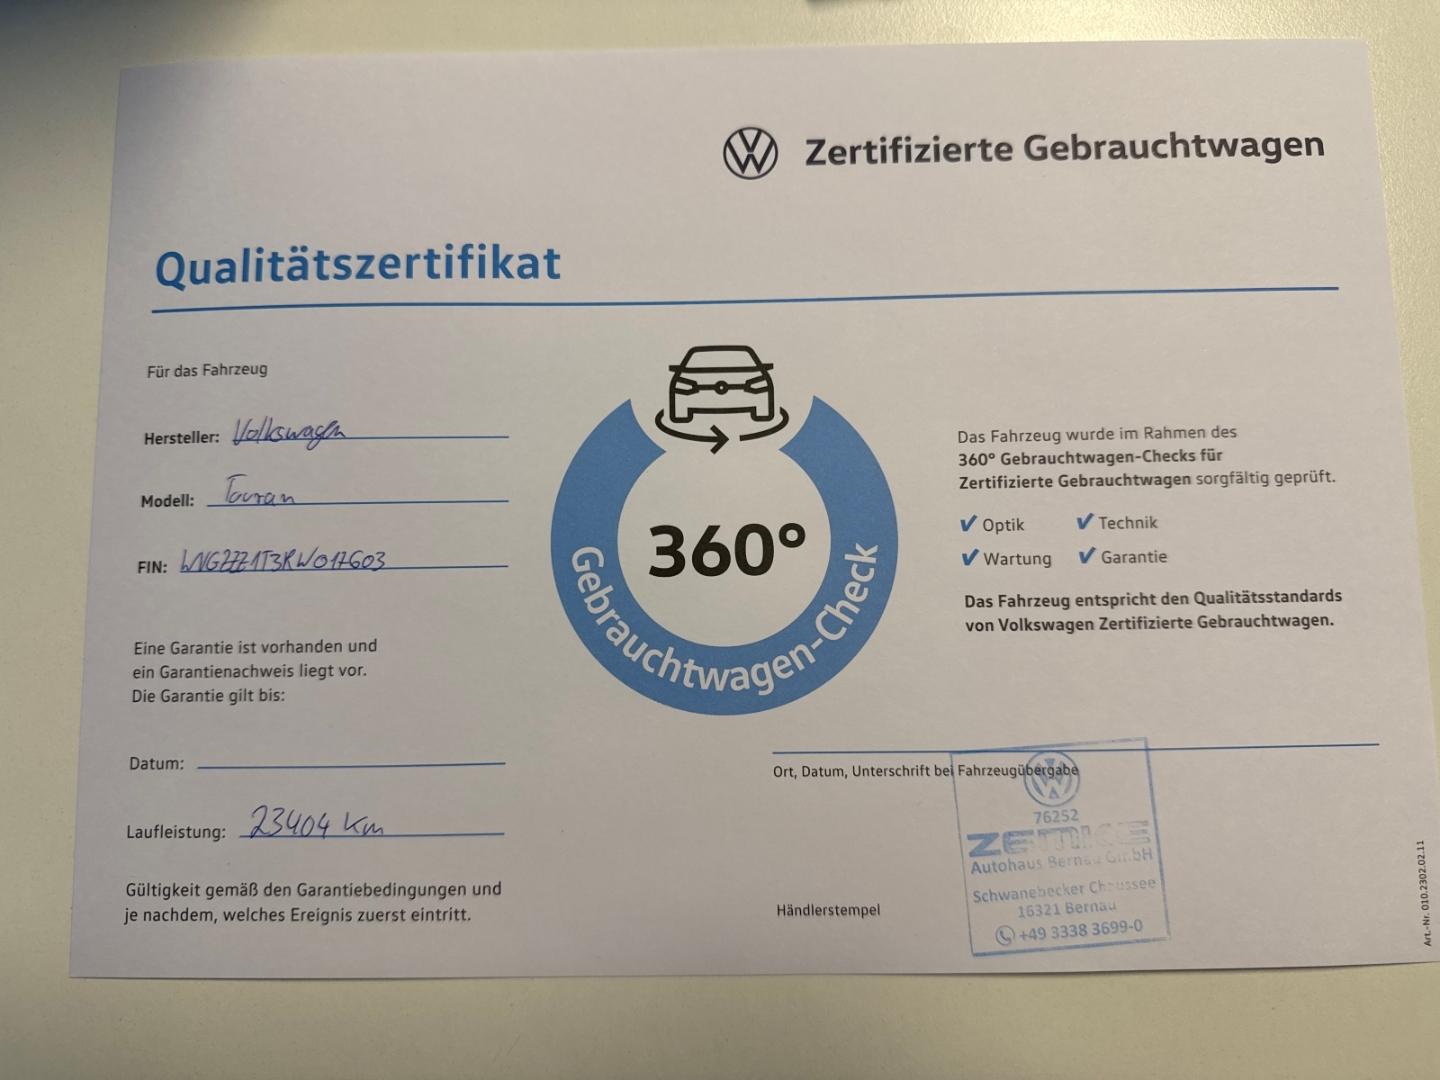 Zertifizierte Gebrauchtwagen
Qualitätszertifikat
Für das Fahrzeug
Hersteller: Volkswagen
Modell: Touran
FIN: WVGZZZ1T3RW017603
Eine Garantie ist vorhanden und
ein Garantienachweis liegt vor.
Die Garantie gilt bis:
Datum:
Laufleistung: 23404 Km
Gültigkeit gemäß den Garantiebedingungen und
je nachdem, welches Ereignis zuerst eintritt.
360°
Gebrauchtwagen-Check
Das Fahrzeug wurde im Rahmen des
360° Gebrauchtwagen-Checks für
Zertifizierte Gebrauchtwagen sorgfältig geprüft.
✔ Optik ✔ Technik
✔ Wartung ✔ Garantie
Das Fahrzeug entspricht den Qualitätsstandards
von Volkswagen Zertifizierte Gebrauchtwagen.
Ort, Datum, Unterschrift bei Fahrzeugübergabe
Händlerstempel
76252
ZEMKE
Autohaus Bernau GmbH
Schwanebecker Chaussee
16321 Bernau
+49 3338 3699-0
Art.-Nr. 010.2302.02.11